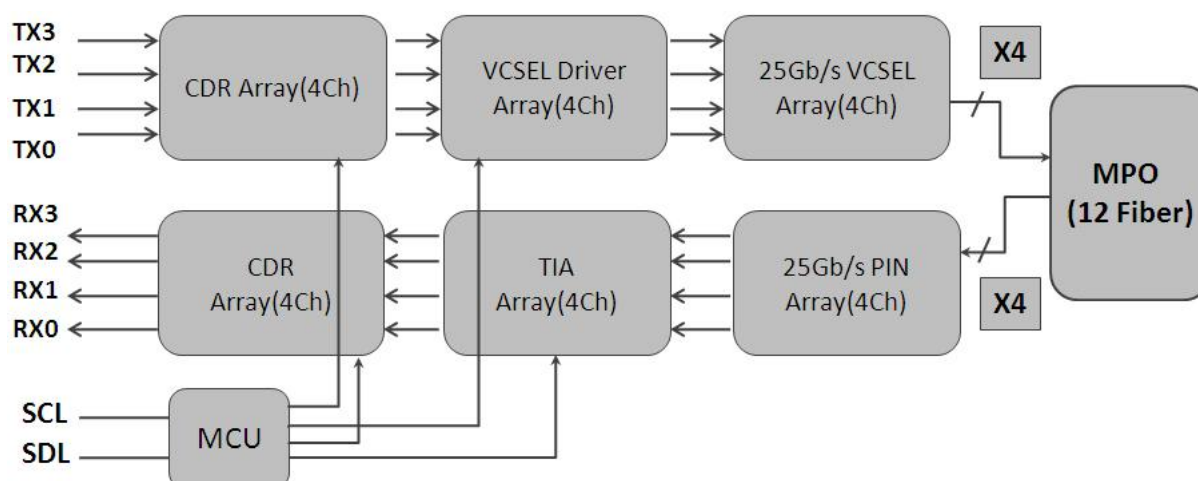 TX3
TX2
TX1
TX0
CDR Array(4Ch)
VCSEL Driver
Array(4Ch)
25Gb/s VCSEL
Array(4Ch)
X4
MPO
(12 Fiber)
RX3
RX2
RX1
RX0
CDR
Array(4Ch)
TIA
Array(4Ch)
25Gb/s PIN
Array(4Ch)
X4
SCL
SDL
MCU